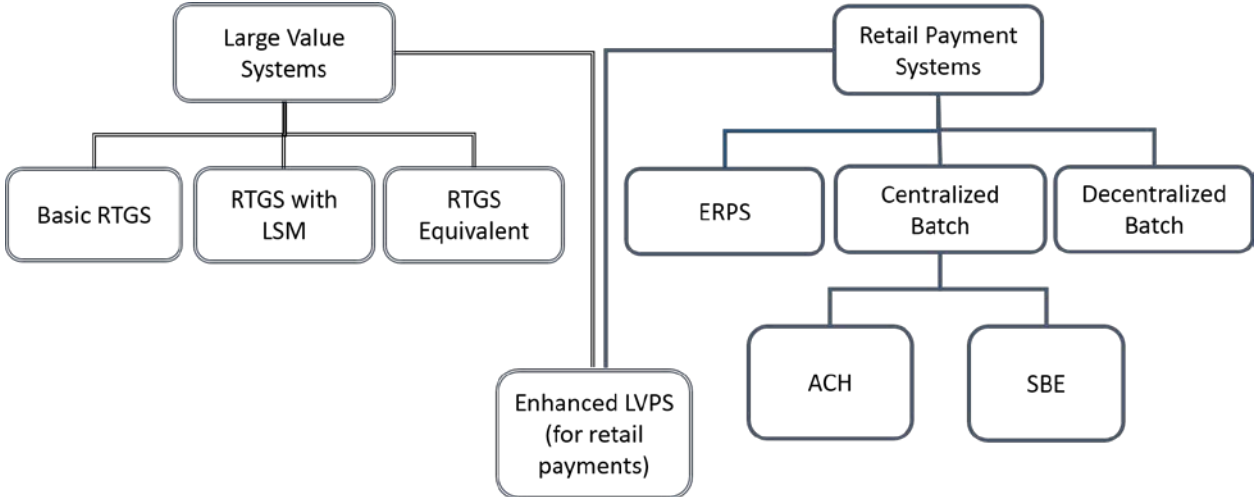 Large Value
Systems
Retail Payment
Systems
Basic RTGS
RTGS with
LSM
RTGS
Equivalent
ERPS
Centralized
Batch
Decentralized
Batch
ACH
SBE
Enhanced LVPS
(for retail
payments)